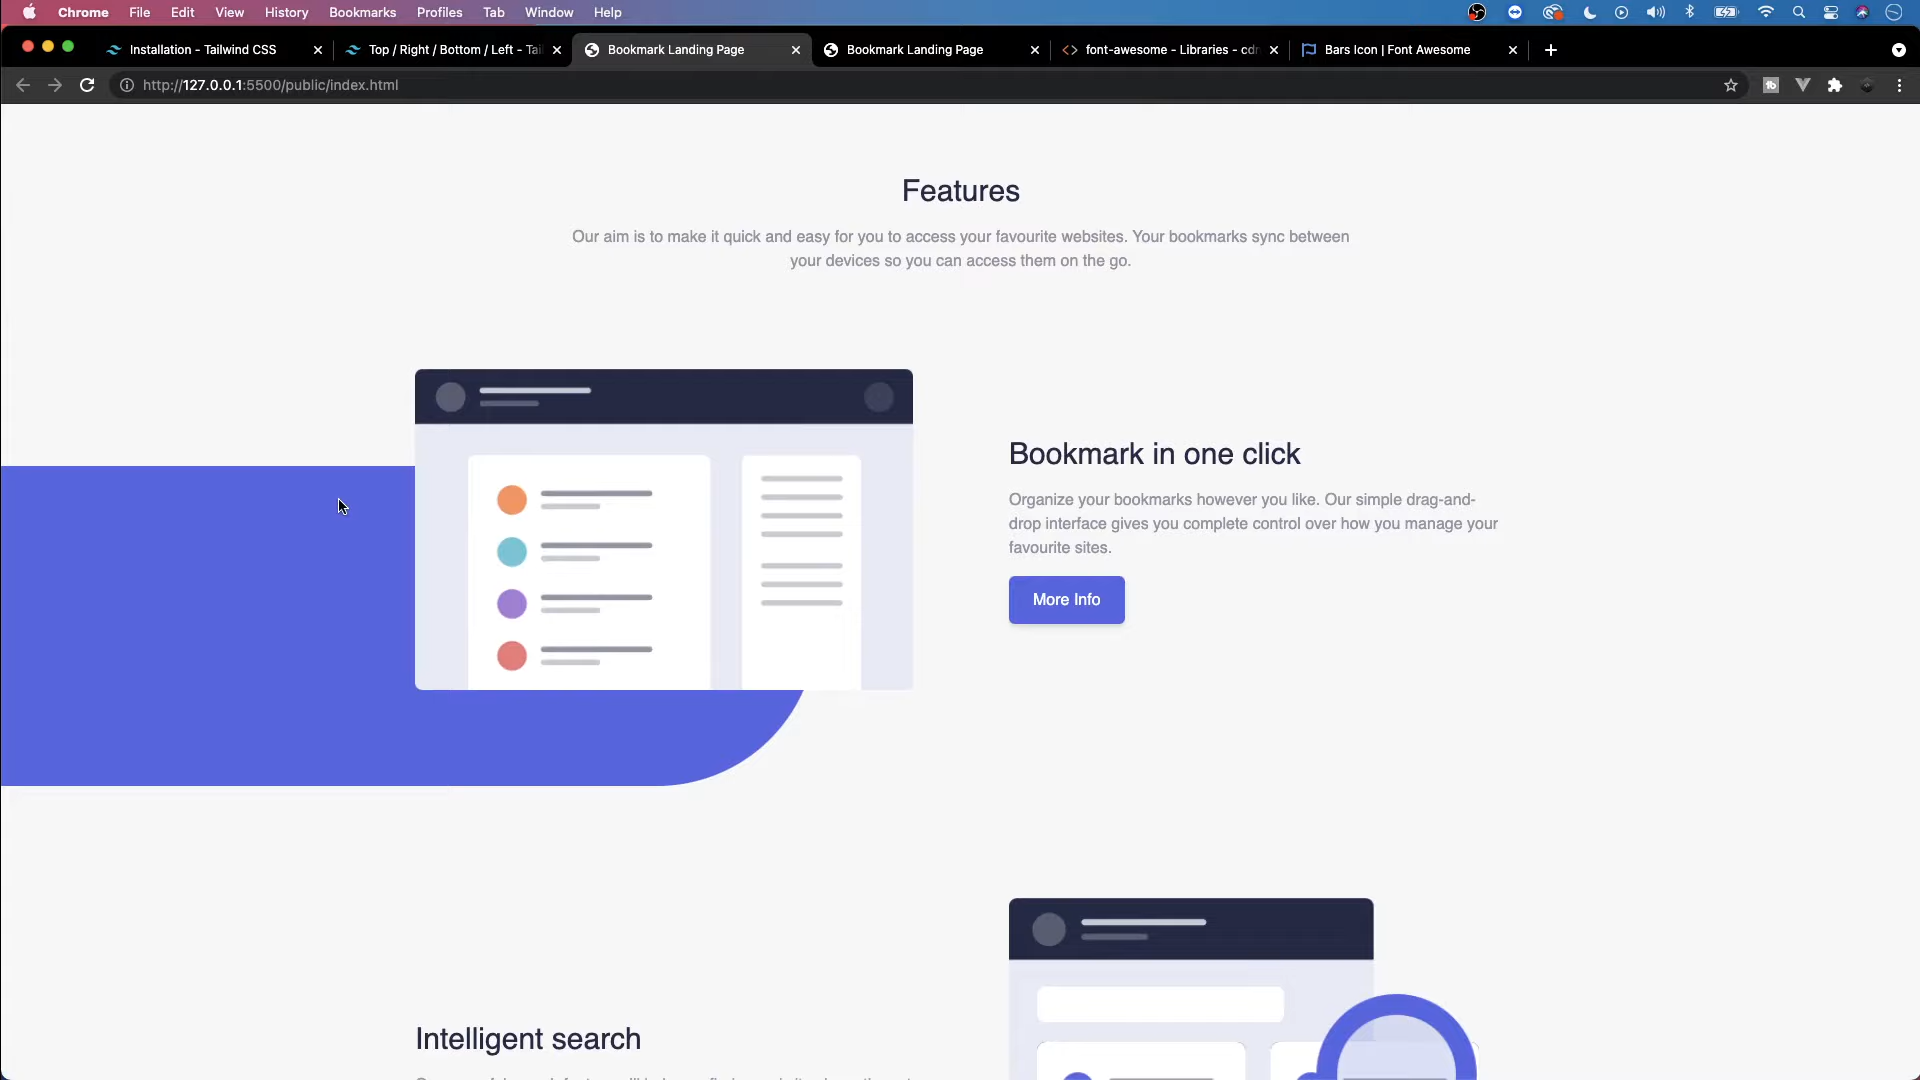 Chrome File Edit View History Bookmarks Profiles Tab Window Help
Installation - Tailwind CSS
Top / Right / Bottom / Left - Tai
Bookmark Landing Page
Bookmark Landing Page
font-awesome - Libraries - cdn
Bars Icon | Font Awesome
http://127.0.0.1:5500/public/index.html
Features
Our aim is to make it quick and easy for you to access your favourite websites. Your bookmarks sync between
your devices so you can access them on the go.
Bookmark in one click
Organize your bookmarks however you like. Our simple drag-and-
drop interface gives you complete control over how you manage your
favourite sites.
More Info
Intelligent search